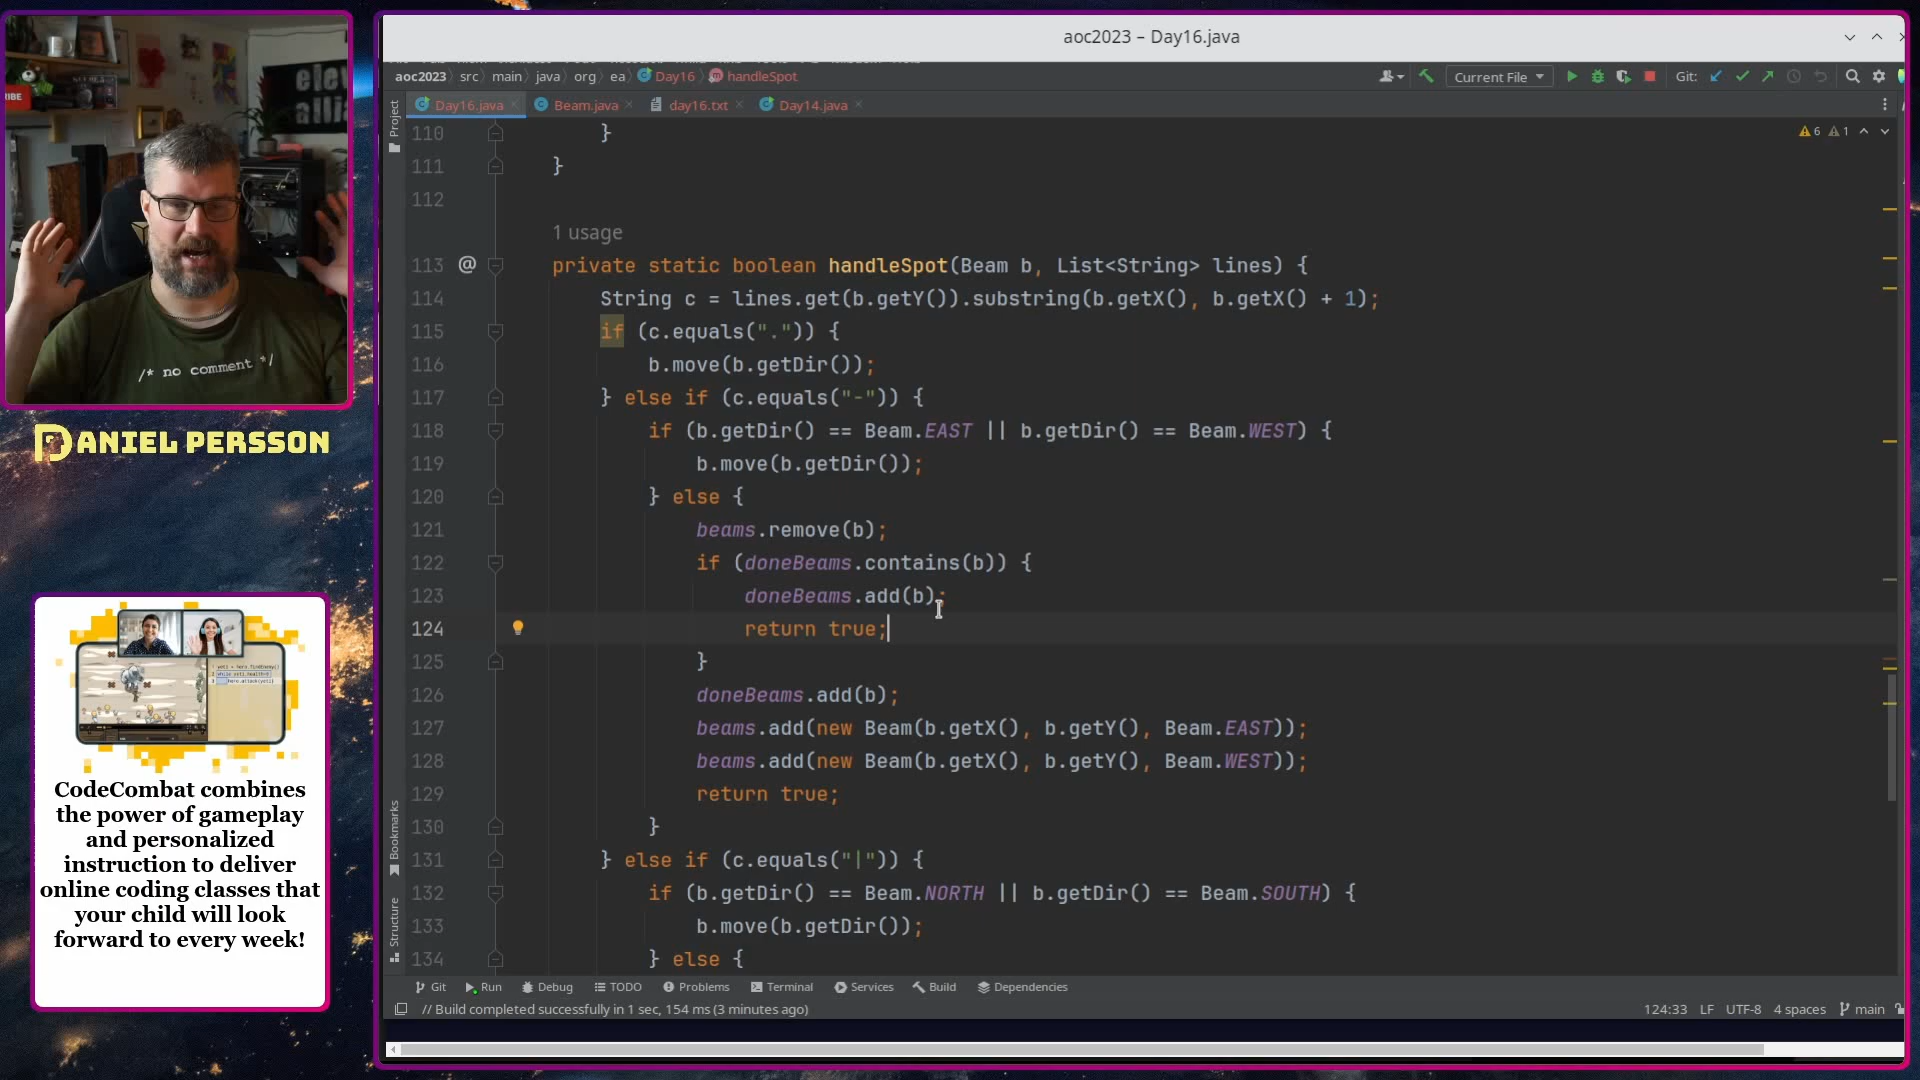 aoc2023 – Day16.java
aoc2023 src main java org ea Day16 handleSpot
Current File
Git:
Day16.java Beam.java day16.txt Day14.java
Project
6 1
110 }
111 }
112
1 usage
113 @ private static boolean handleSpot(Beam b, List<String> lines) {
114 String c = lines.get(b.getY()).substring(b.getX(), b.getX() + 1);
115 if (c.equals(".")) {
116 b.move(b.getDir());
117 } else if (c.equals("-")) {
118 if (b.getDir() == Beam.EAST || b.getDir() == Beam.WEST) {
119 b.move(b.getDir());
120 } else {
121 beams.remove(b);
122 if (doneBeams.contains(b)) {
123 doneBeams.add(b);
124 return true;
125 }
126 doneBeams.add(b);
127 beams.add(new Beam(b.getX(), b.getY(), Beam.EAST));
128 beams.add(new Beam(b.getX(), b.getY(), Beam.WEST));
129 return true;
130 }
131 } else if (c.equals("|")) {
132 if (b.getDir() == Beam.NORTH || b.getDir() == Beam.SOUTH) {
133 b.move(b.getDir());
134 } else {
Bookmarks
Structure
Git Run Debug TODO Problems Terminal Services Build Dependencies
// Build completed successfully in 1 sec, 154 ms (3 minutes ago)
124:33 LF UTF-8 4 spaces main
/* no comment */
DANIEL PERSSON
CodeCombat combines
the power of gameplay
and personalized
instruction to deliver
online coding classes that
your child will look
forward to every week!